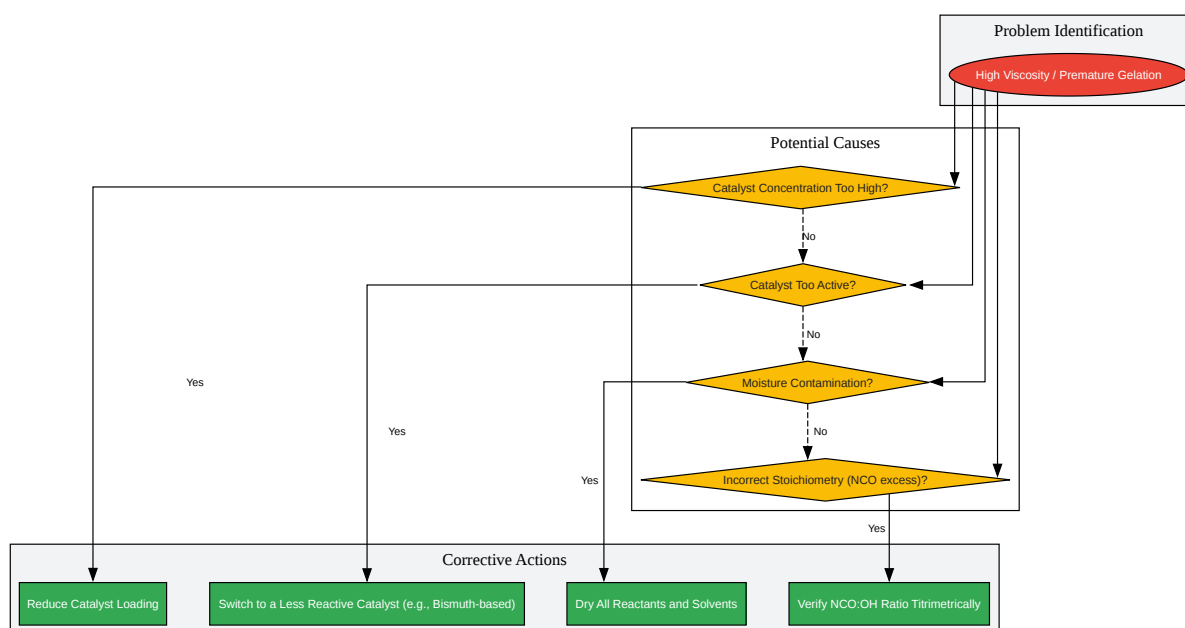 Problem Identification
High Viscosity / Premature Gelation
Potential Causes
Catalyst Concentration Too High?
No
Catalyst Too Active?
No
Yes
Moisture Contamination?
Yes
No
Incorrect Stoichiometry (NCO excess)?
Yes
Yes
Corrective Actions
Reduce Catalyst Loading
Switch to a Less Reactive Catalyst (e.g., Bismuth-based)
Dry All Reactants and Solvents
Verify NCO:OH Ratio Titrimetrically